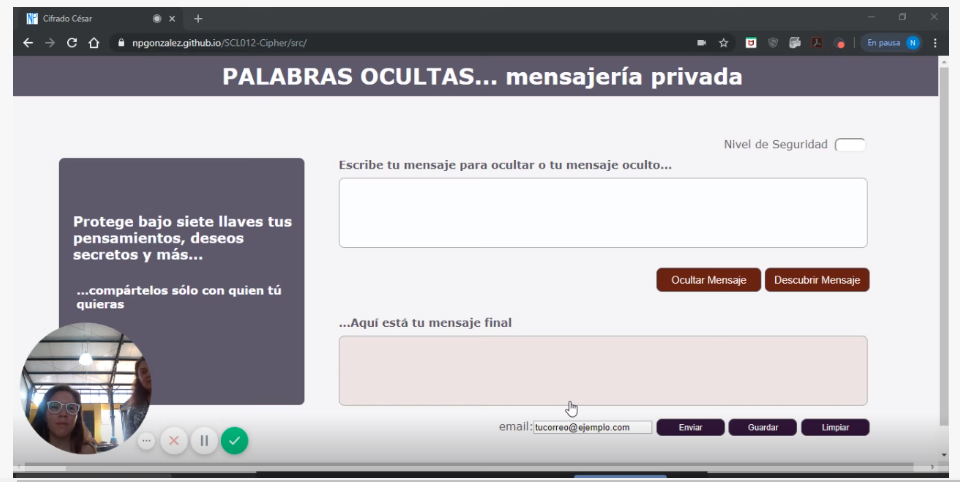 Cifrado César
npgonzalez.github.io/SCL012-Cipher/src/
En pausa N
PALABRAS OCULTAS... mensajería privada
Nivel de Seguridad
Escribe tu mensaje para ocultar o tu mensaje oculto...
Protege bajo siete llaves tus
pensamientos, deseos
secretos y más...
...compártelos sólo con quien tú
quieras
Ocultar Mensaje
Descubrir Mensaje
...Aquí está tu mensaje final
email: tucorreo@ejemplo.com
Enviar
Guardar
Limpiar